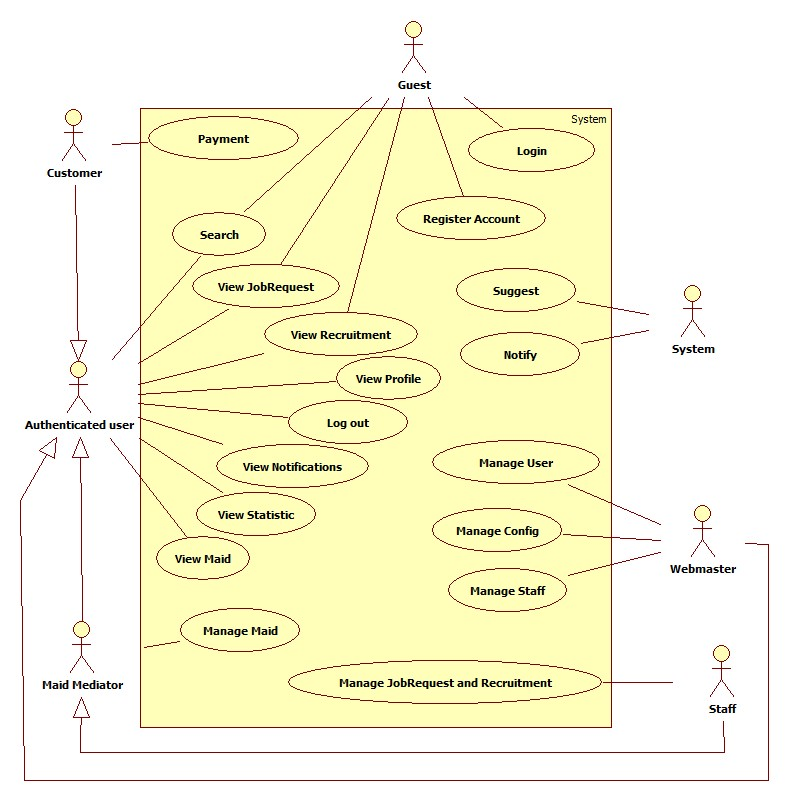 Guest
System
Payment
Login
Customer
Register Account
Search
View JobRequest
Suggest
View Recruitment
System
Notify
View Profile
Authenticated user
Log out
View Notifications
Manage User
View Statistic
Manage Config
View Maid
Webmaster
Manage Staff
Manage Maid
Maid Mediator
Manage JobRequest and Recruitment
Staff